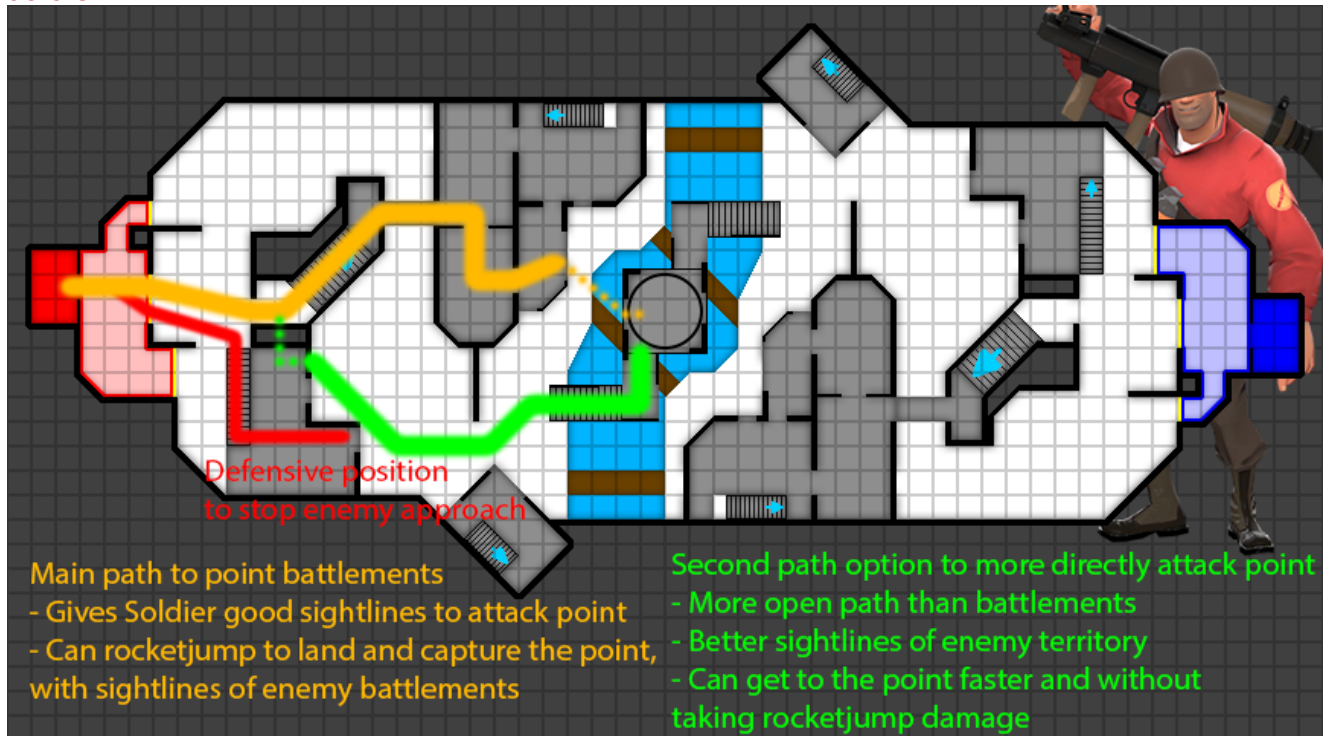 Defensive position
to stop enemy approach
Main path to point battlements
- Gives Soldier good sightlines to attack point
- Can rocketjump to land and capture the point,
with sightlines of enemy battlements
Second path option to more directly attack point
- More open path than battlements
- Better sightlines of enemy territory
- Can get to the point faster and without
taking rocketjump damage